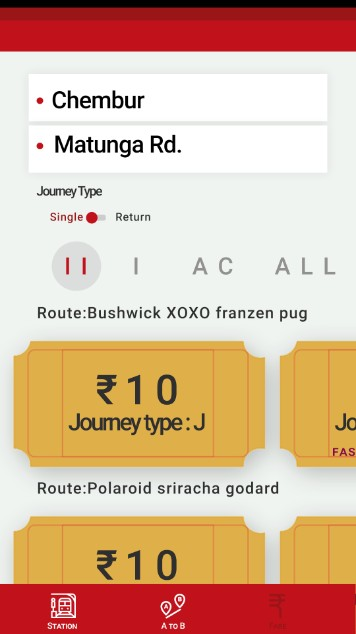 Chembur
Matunga Rd.
Journey Type
Single Return
II I AC ALL
Route:Bushwick XOXO franzen pug
₹10
Journey type : J Jo
FAS
Route:Polaroid sriracha godard
₹10
STATION A TO B